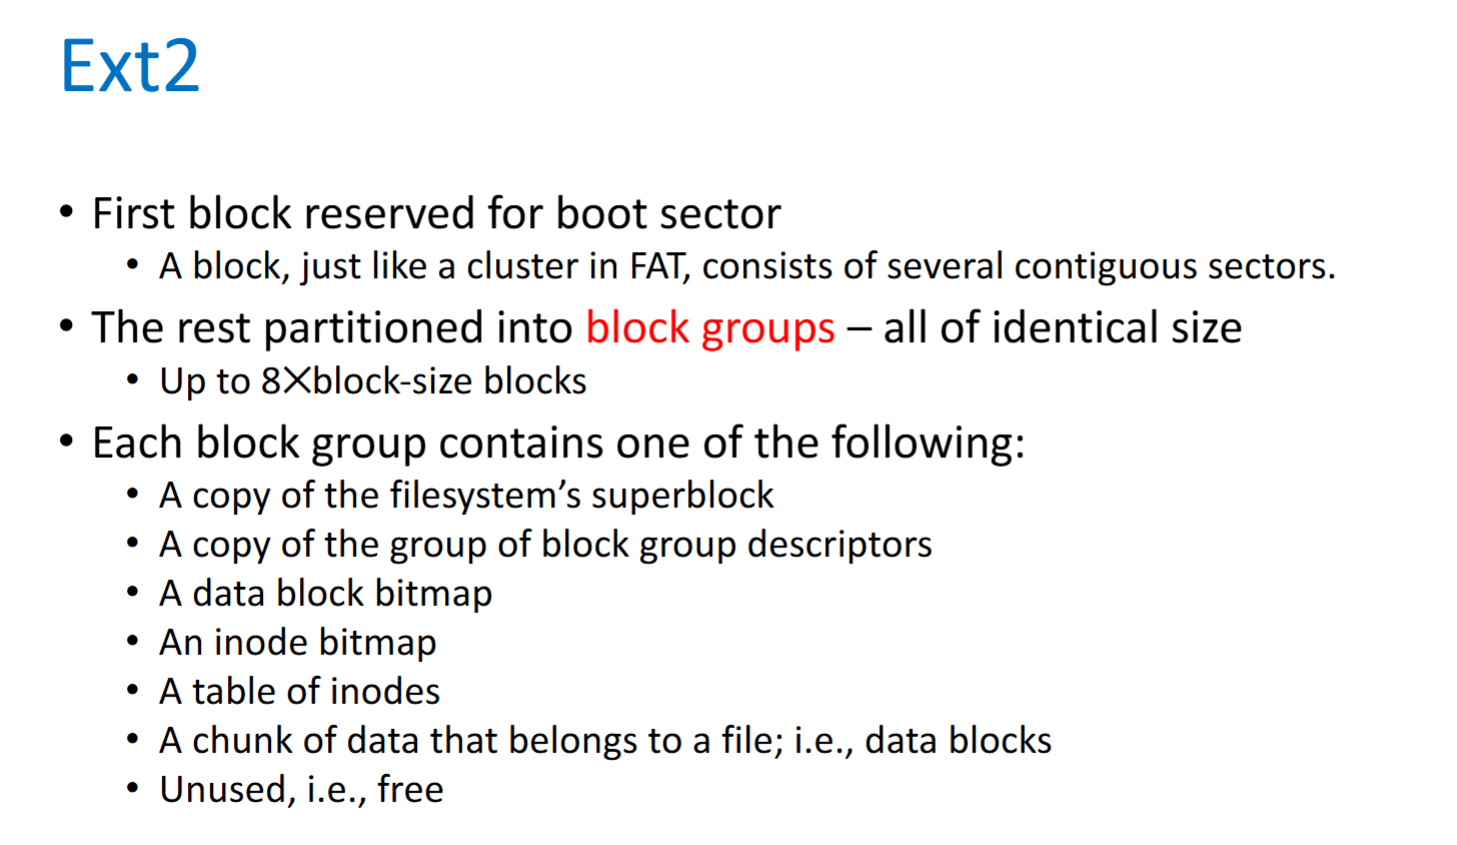 Ext2
• First block reserved for boot sector
• A block, just like a cluster in FAT, consists of several contiguous sectors.
• The rest partitioned into block groups – all of identical size
• Up to 8✕block-size blocks
• Each block group contains one of the following:
• A copy of the filesystem’s superblock
• A copy of the group of block group descriptors
• A data block bitmap
• An inode bitmap
• A table of inodes
• A chunk of data that belongs to a file; i.e., data blocks
• Unused, i.e., free